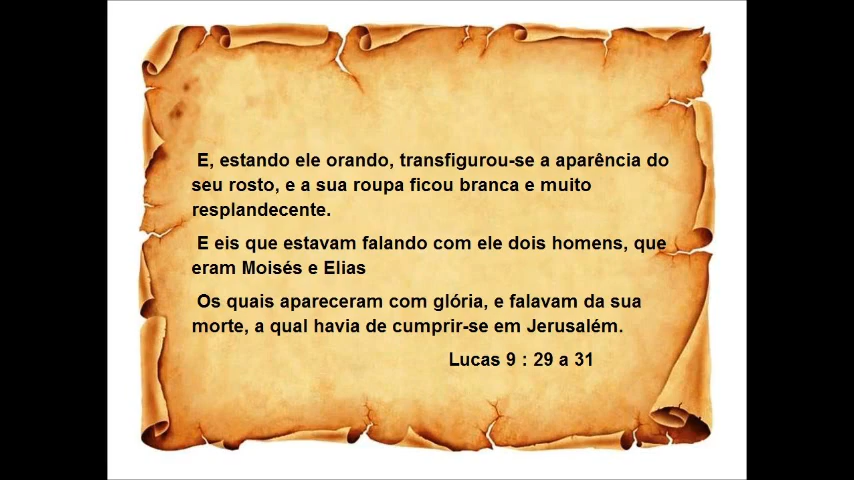 E, estando ele orando, transfigurou-se a aparência do
seu rosto, e a sua roupa ficou branca e muito
resplandecente.
E eis que estavam falando com ele dois homens, que
eram Moisés e Elias
Os quais apareceram com glória, e falavam da sua
morte, a qual havia de cumprir-se em Jerusalém.
Lucas 9 : 29 a 31